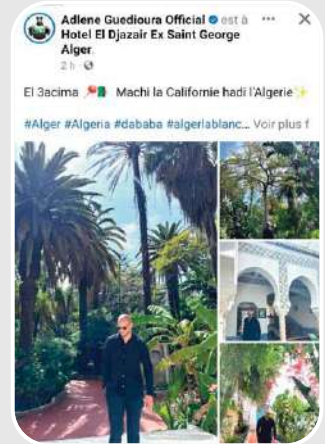 Adlene Guedioura Official est à
Hotel El Djazair Ex Saint George
Alger.
2 h
El 3acima Machi la Californie hadi l'Algerie
#Alger #Algeria #dababa #algerlablanc... Voir plus f